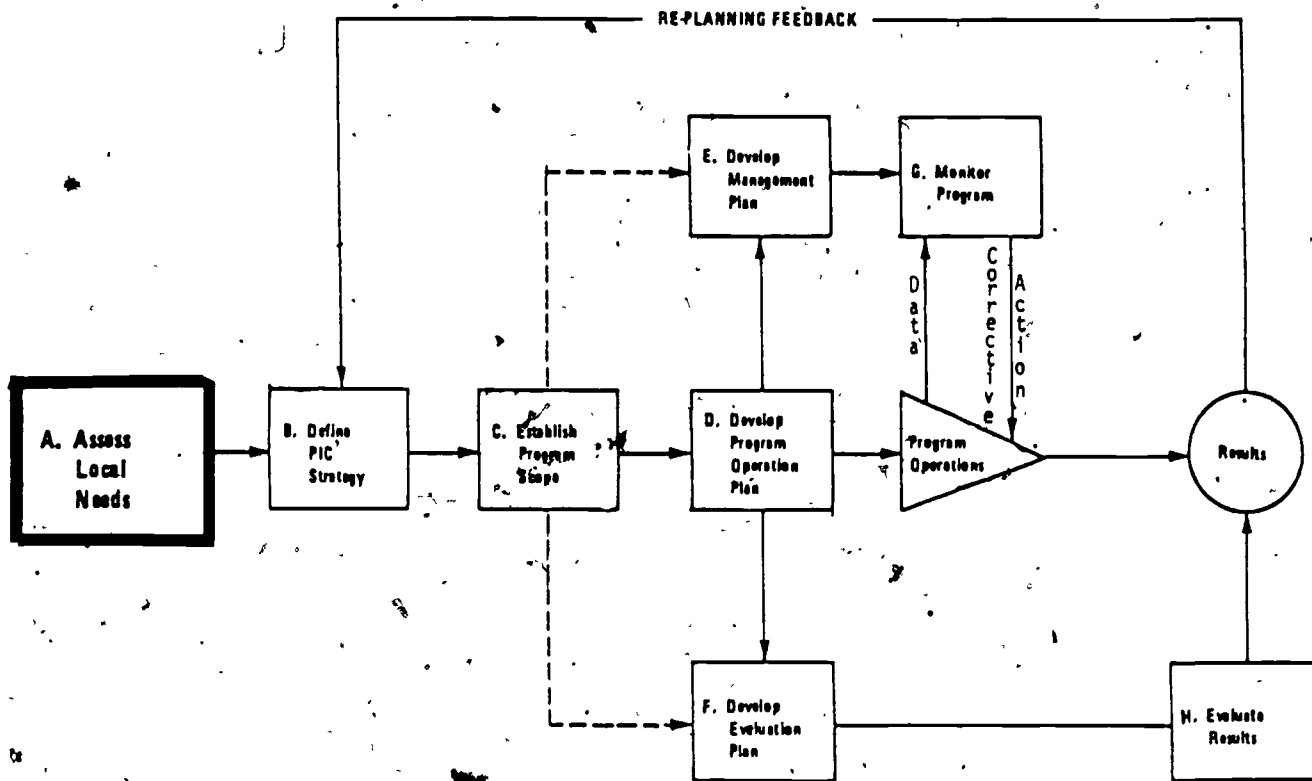 RE-PLANNING FEEDBACK
E. Develop
Management
Plan
G. Monitor
Program
Data
Corrective
Action
A. Assess
Local
Needs
B. Define
PIC
Strategy
C. Establish
Program
Scope
D. Develop
Program
Operation
Plan
Program
Operations
Results
F. Develop
Evaluation
Plan
H. Evaluate
Results